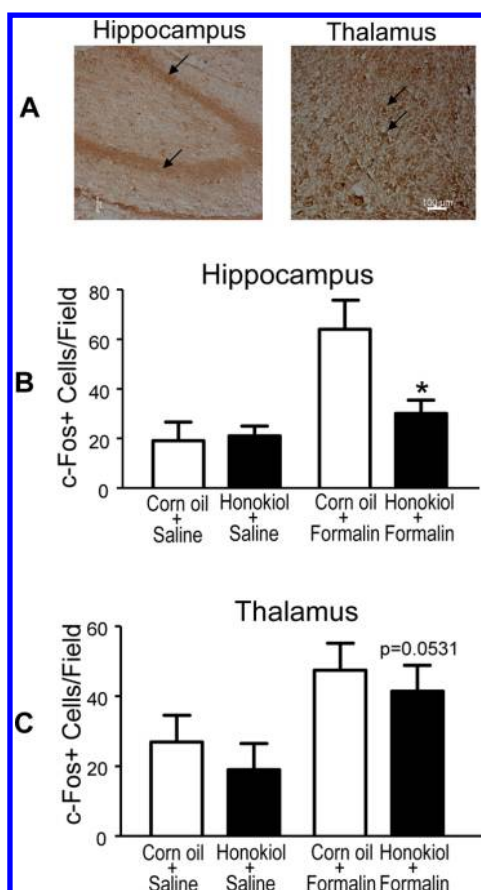 Hippocampus
Thalamus
A
100 µm
Hippocampus
B
c-Fos+ Cells/Field
80
60
40
20
0
*
Corn oil
+
Saline
Honokiol
+
Saline
Corn oil
+
Formalin
Honokiol
+
Formalin
Thalamus
C
c-Fos+ Cells/Field
60
40
20
0
p=0.0531
Corn oil
+
Saline
Honokiol
+
Saline
Corn oil
+
Formalin
Honokiol
+
Formalin